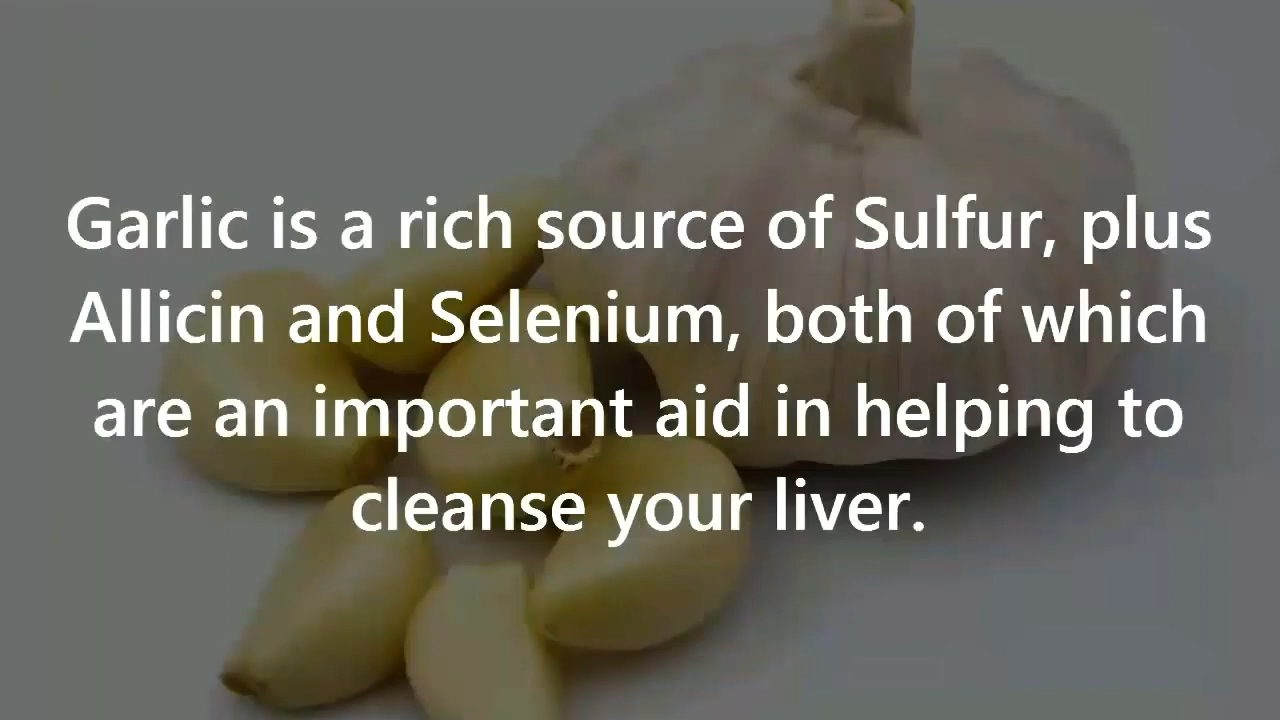 Garlic is a rich source of Sulfur, plus
Allicin and Selenium, both of which
are an important aid in helping to
cleanse your liver.